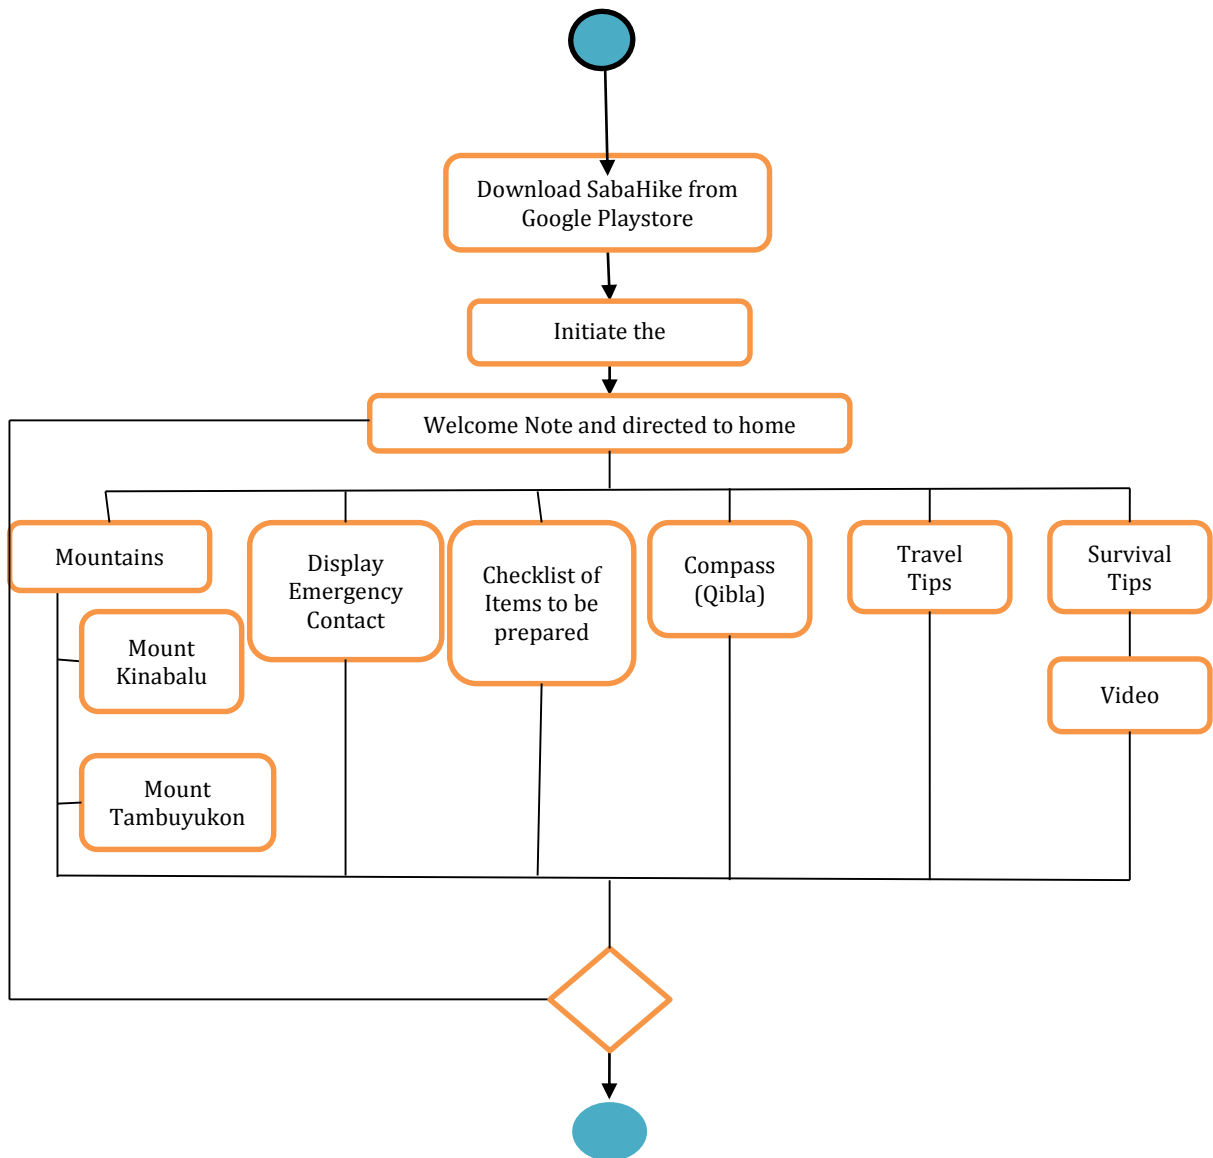 Download SabaHike from
Google Playstore
Initiate the
Welcome Note and directed to home
Mountains
Display
Emergency
Contact
Checklist of
Items to be
prepared
Compass
(Qibla)
Travel
Tips
Survival
Tips
Mount
Kinabalu
Video
Mount
Tambuyukon